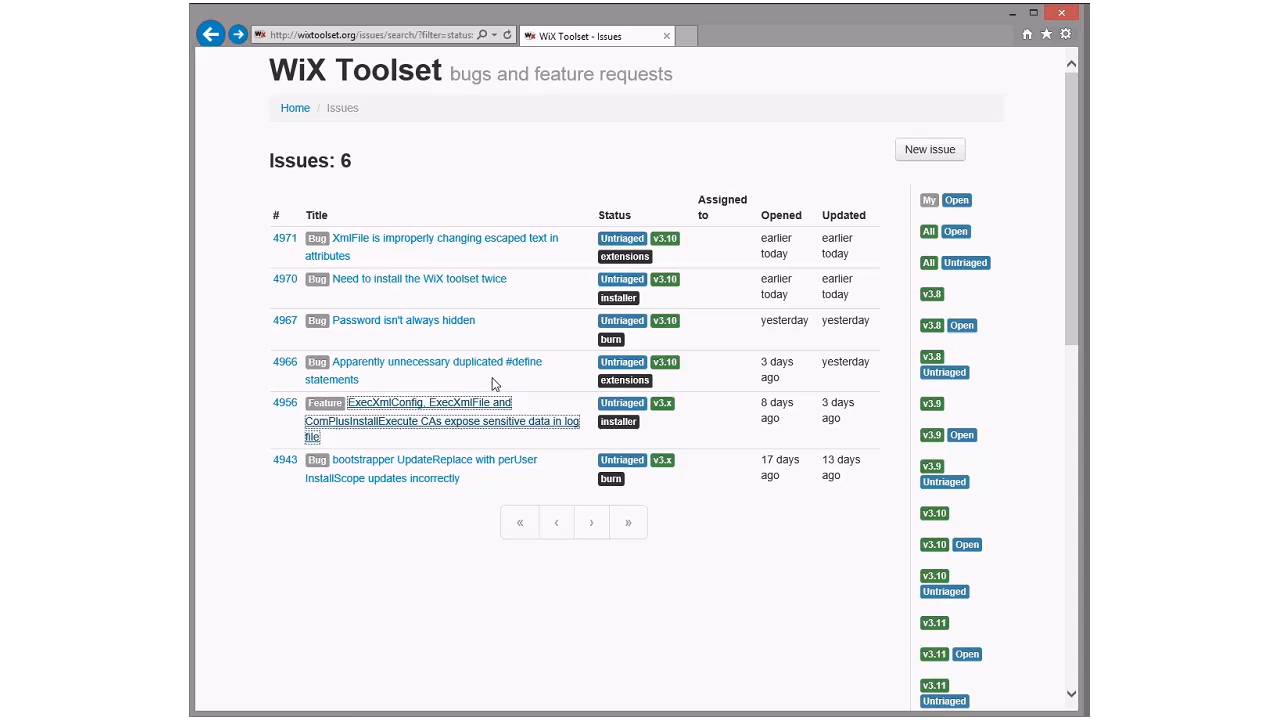 http://wixtoolset.org/issues/search/?filter=status:
WiX Toolset - Issues
WiX Toolset bugs and feature requests
Home / Issues
Issues: 6
New issue
# Title Status Assigned to Opened Updated
4971 Bug XmlFile is improperly changing escaped text in attributes Untriaged v3.10 extensions earlier today earlier today
4970 Bug Need to install the WiX toolset twice Untriaged v3.10 installer earlier today earlier today
4967 Bug Password isn't always hidden Untriaged v3.10 burn yesterday yesterday
4966 Bug Apparently unnecessary duplicated #define statements Untriaged v3.10 extensions 3 days ago yesterday
4956 Feature ExecXmlConfig, ExecXmlFile and ComPlusInstallExecute CAs expose sensitive data in log file Untriaged v3.x installer 8 days ago 3 days ago
4943 Bug bootstrapper UpdateReplace with perUser InstallScope updates incorrectly Untriaged v3.x burn 17 days ago 13 days ago
« ‹ › »
My Open
All Open
All Untriaged
v3.8
v3.8 Open
v3.8
Untriaged
v3.9
v3.9 Open
v3.9
Untriaged
v3.10
v3.10 Open
v3.10
Untriaged
v3.11
v3.11 Open
v3.11
Untriaged